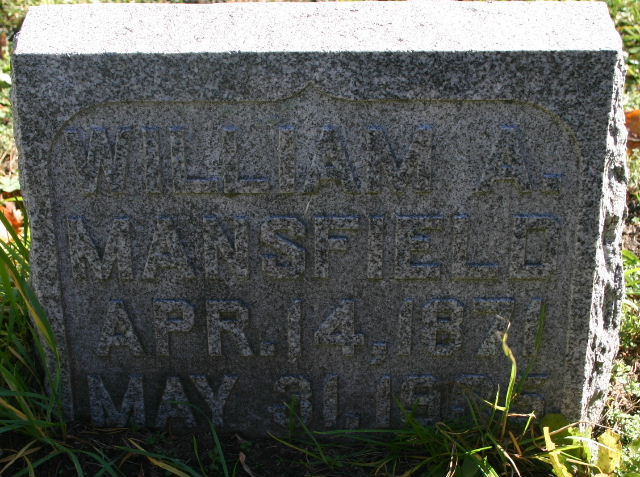 WILLIAM A.
MANSFIELD
APR. 14, 1871
MAY 31,